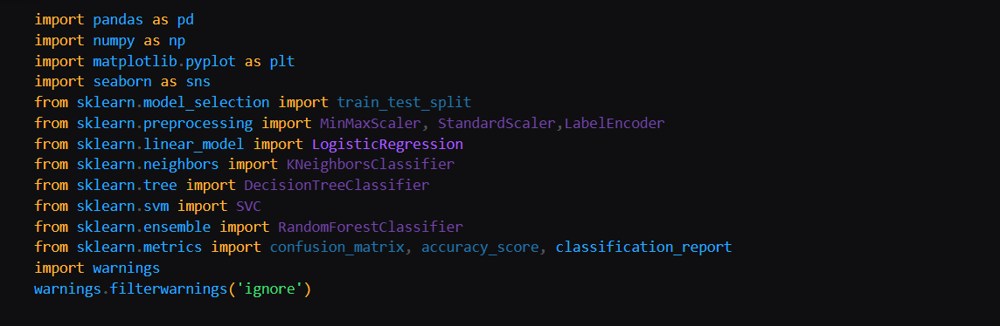 import pandas as pd
import numpy as np
import matplotlib.pyplot as plt
import seaborn as sns
from sklearn.model_selection import train_test_split
from sklearn.preprocessing import MinMaxScaler, StandardScaler,LabelEncoder
from sklearn.linear_model import LogisticRegression
from sklearn.neighbors import KNeighborsClassifier
from sklearn.tree import DecisionTreeClassifier
from sklearn.svm import SVC
from sklearn.ensemble import RandomForestClassifier
from sklearn.metrics import confusion_matrix, accuracy_score, classification_report
import warnings
warnings.filterwarnings('ignore')